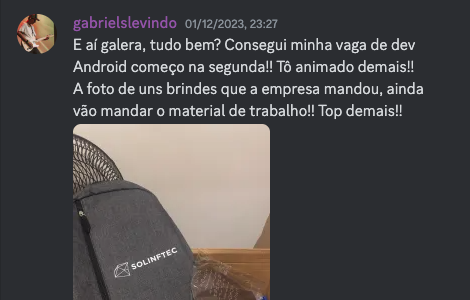 gabrielslevindo 01/12/2023, 23:27
E aí galera, tudo bem? Consegui minha vaga de dev
Android começo na segunda!! Tô animado demais!!
A foto de uns brindes que a empresa mandou, ainda
vão mandar o material de trabalho!! Top demais!!
SOLINFTEC